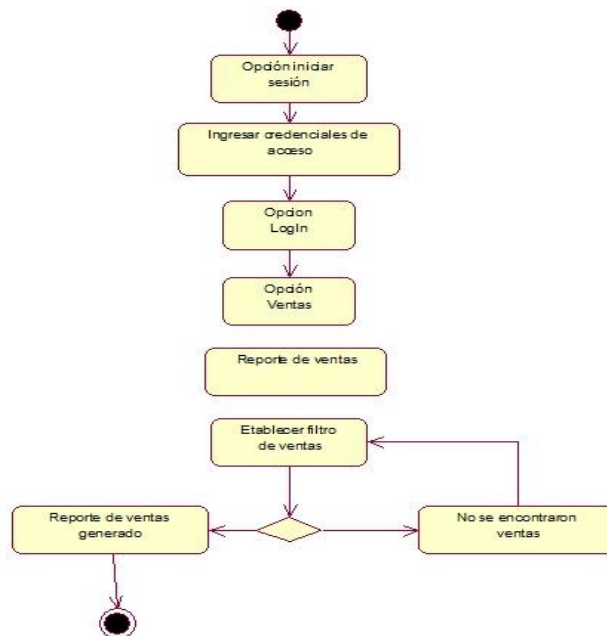 Opción iniciar
sesión
Ingresar credenciales de
acceso
Opcion
LogIn
Opción
Ventas
Reporte de ventas
Etablecer filtro
de ventas
Reporte de ventas
generado
No se encontraron
ventas